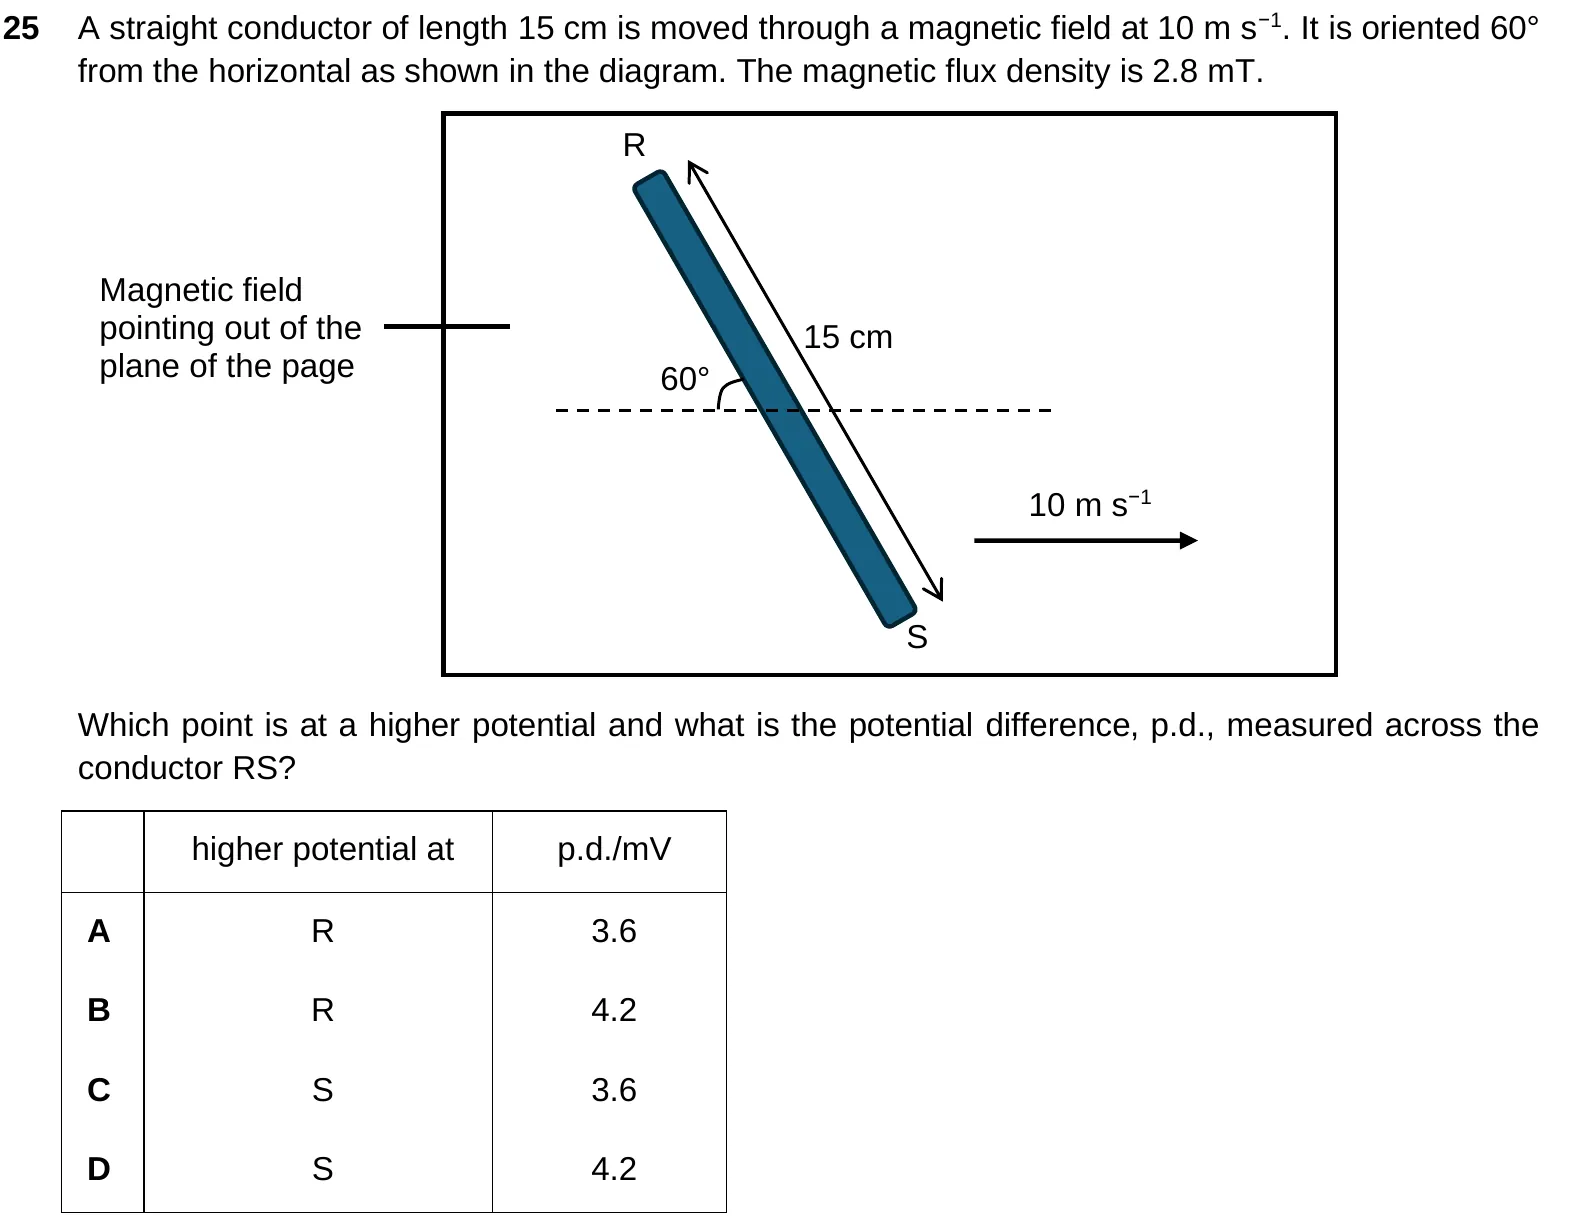 25 A straight conductor of length 15 cm is moved through a magnetic field at 10 m s⁻¹. It is oriented 60°
from the horizontal as shown in the diagram. The magnetic flux density is 2.8 mT.
R
Magnetic field
pointing out of the
plane of the page
15 cm
60°
10 m s⁻¹
S
Which point is at a higher potential and what is the potential difference, p.d., measured across the
conductor RS?
higher potential at p.d./mV
A R 3.6
B R 4.2
C S 3.6
D S 4.2